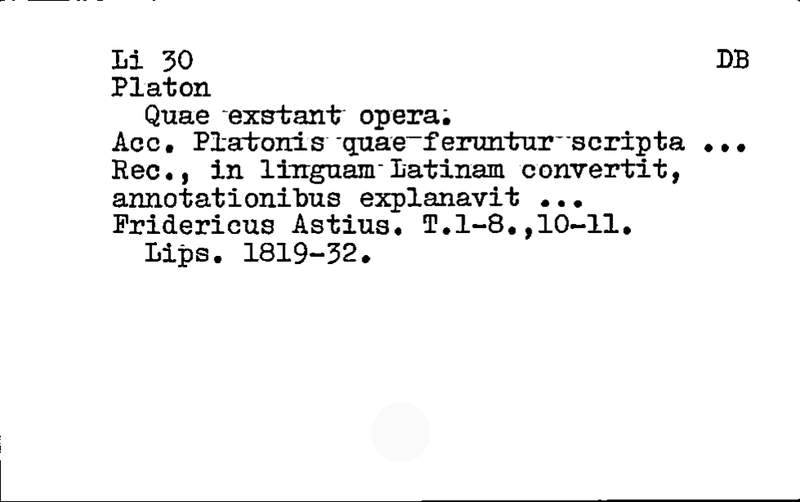 Li 30 DB
Platon
Quae exstant opera.
Acc. Platonis quae feruntur scripta ...
Rec., in linguam Latinam convertit,
annotationibus explanavit ...
Fridericus Astius. T.1-8.,10-11.
Lips. 1819-32.